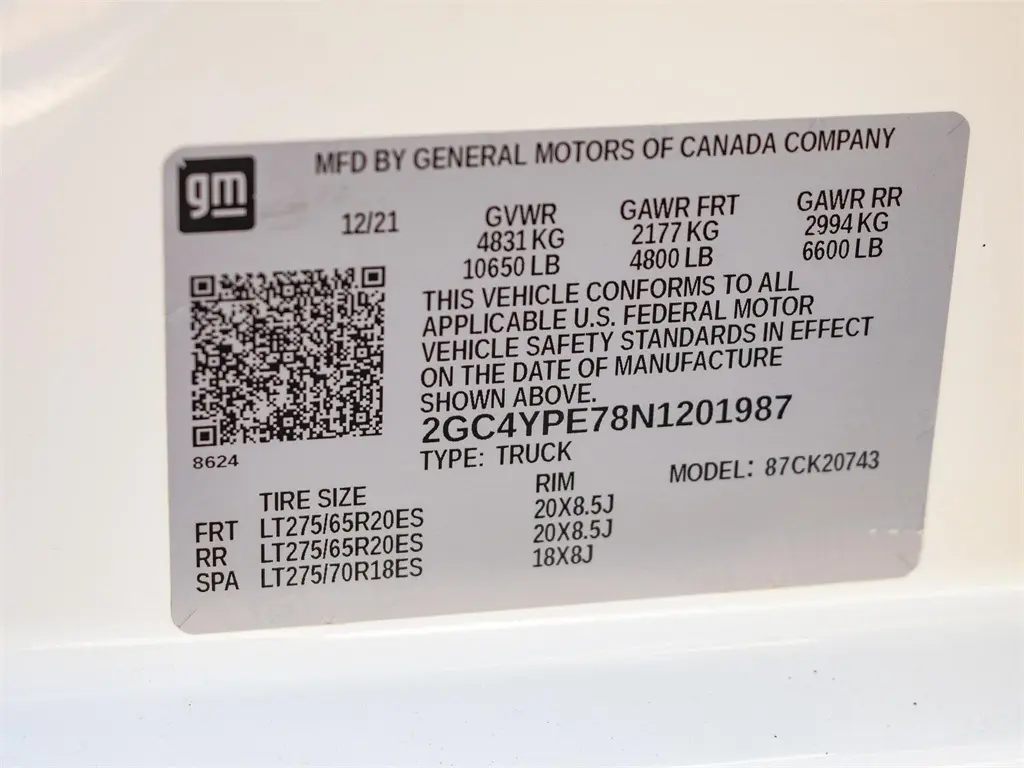 gm
MFD BY GENERAL MOTORS OF CANADA COMPANY
12/21
GVWR GAWR FRT GAWR RR
4831 KG 2177 KG 2994 KG
10650 LB 4800 LB 6600 LB
THIS VEHICLE CONFORMS TO ALL
APPLICABLE U.S. FEDERAL MOTOR
VEHICLE SAFETY STANDARDS IN EFFECT
ON THE DATE OF MANUFACTURE
SHOWN ABOVE.
2GC4YPE78N1201987
8624
TYPE: TRUCK MODEL: 87CK20743
TIRE SIZE RIM
FRT LT275/65R20ES 20X8.5J
RR LT275/65R20ES 20X8.5J
SPA LT275/70R18ES 18X8J